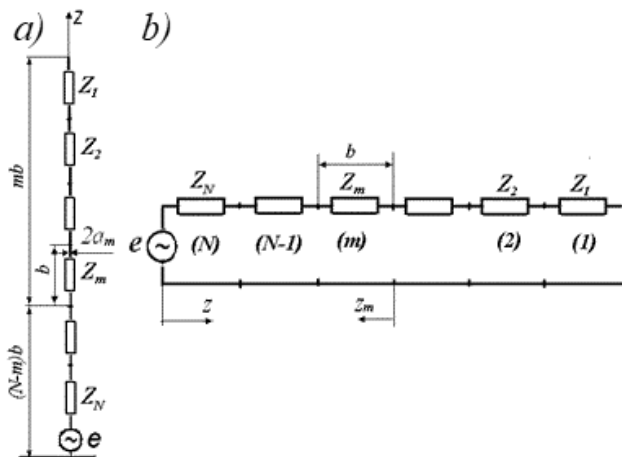 a)
z
Z1
Z2
mb
2am
b
Zm
(N-m)b
ZN
e
b)
b
ZN
Zm
Z2
Z1
e
(N)
(N-1)
(m)
(2)
(1)
z
zm